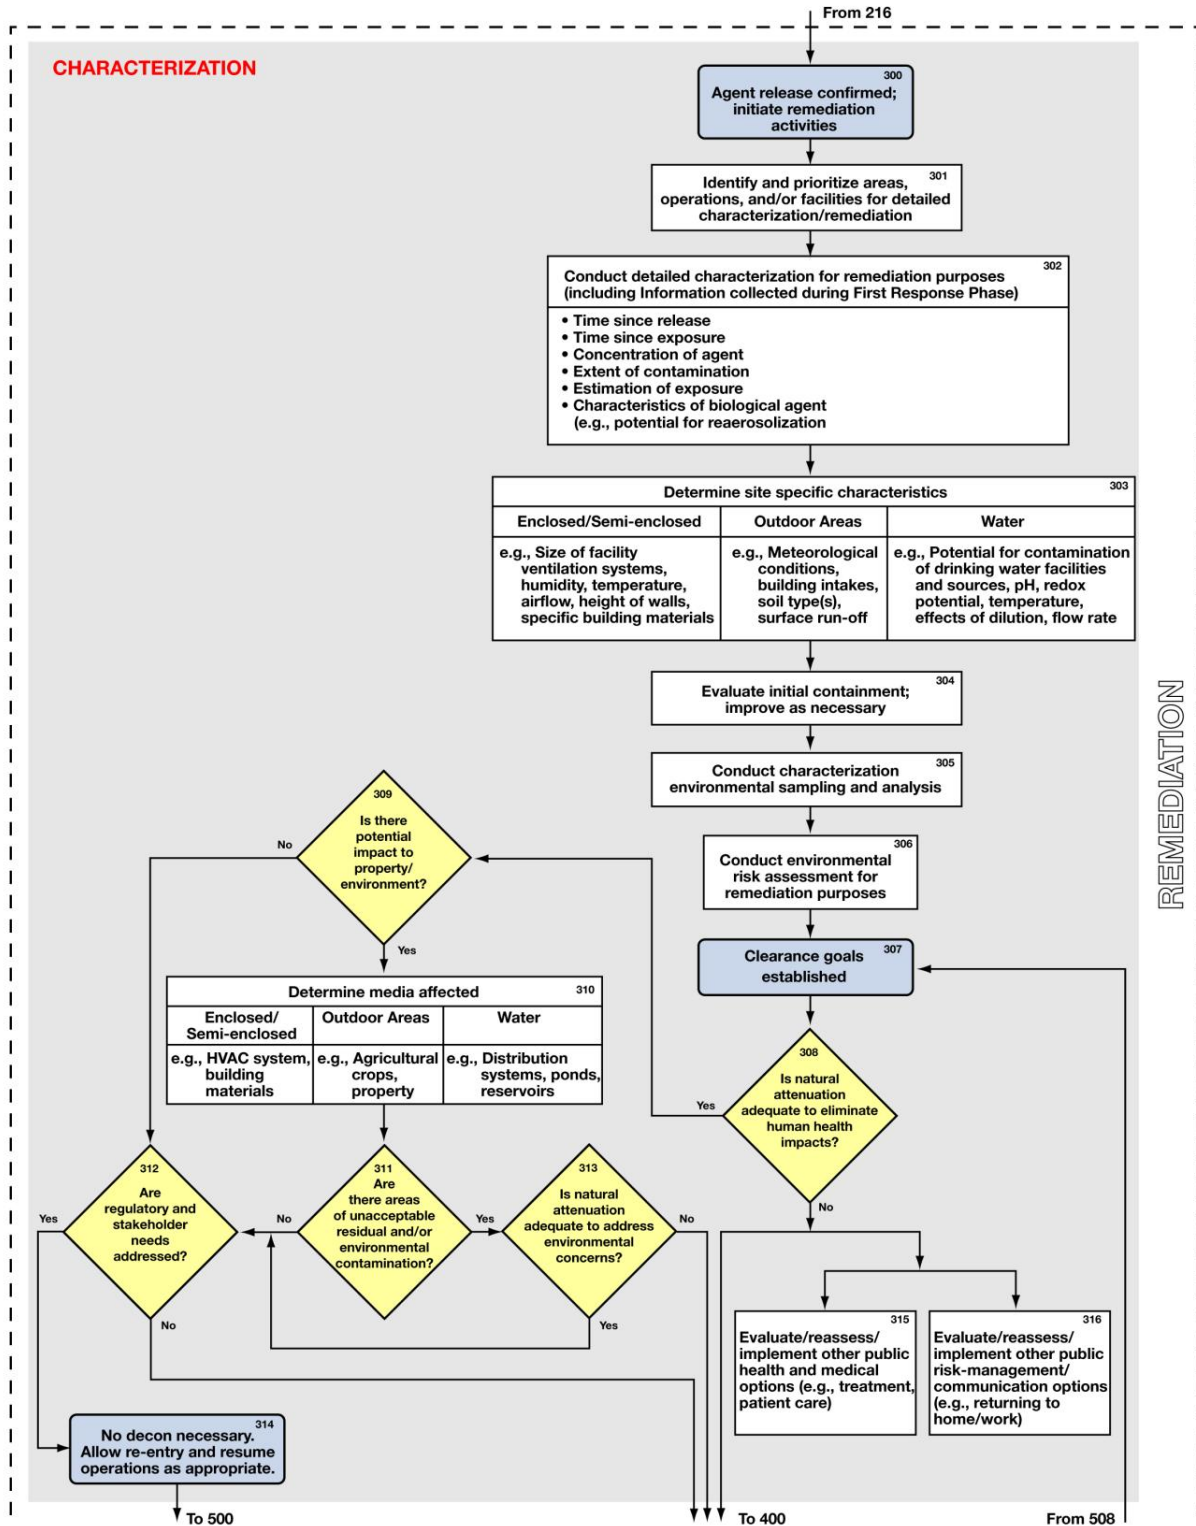 From 216
CHARACTERIZATION
300
Agent release confirmed;
initiate remediation
activities
301
Identify and prioritize areas,
operations, and/or facilities for detailed
characterization/remediation
302
Conduct detailed characterization for remediation purposes
(including Information collected during First Response Phase)
• Time since release
• Time since exposure
• Concentration of agent
• Extent of contamination
• Estimation of exposure
• Characteristics of biological agent
(e.g., potential for reaerosolization
303
Determine site specific characteristics
Enclosed/Semi-enclosed
e.g., Size of facility
ventilation systems,
humidity, temperature,
airflow, height of walls,
specific building materials
Outdoor Areas
e.g., Meteorological
conditions,
building intakes,
soil type(s),
surface run-off
Water
e.g., Potential for contamination
of drinking water facilities
and sources, pH, redox
potential, temperature,
effects of dilution, flow rate
304
Evaluate initial containment;
improve as necessary
305
Conduct characterization
environmental sampling and analysis
306
Conduct environmental
risk assessment for
remediation purposes
307
Clearance goals
established
308
Is natural
attenuation
adequate to eliminate
human health
impacts?
Yes
No
309
Is there
potential
impact to
property/
environment?
No
Yes
310
Determine media affected
Enclosed/
Semi-enclosed
e.g., HVAC system,
building
materials
Outdoor Areas
e.g., Agricultural
crops,
property
Water
e.g., Distribution
systems, ponds,
reservoirs
312
Are
regulatory and
stakeholder
needs
addressed?
Yes
No
311
Are
there areas
of unacceptable
residual and/or
environmental
contamination?
No
Yes
313
Is natural
attenuation
adequate to address
environmental
concerns?
No
Yes
315
Evaluate/reassess/
implement other public
health and medical
options (e.g., treatment,
patient care)
316
Evaluate/reassess/
implement other public
risk-management/
communication options
(e.g., returning to
home/work)
314
No decon necessary.
Allow re-entry and resume
operations as appropriate.
To 500
To 400
From 508
REMEDIATION